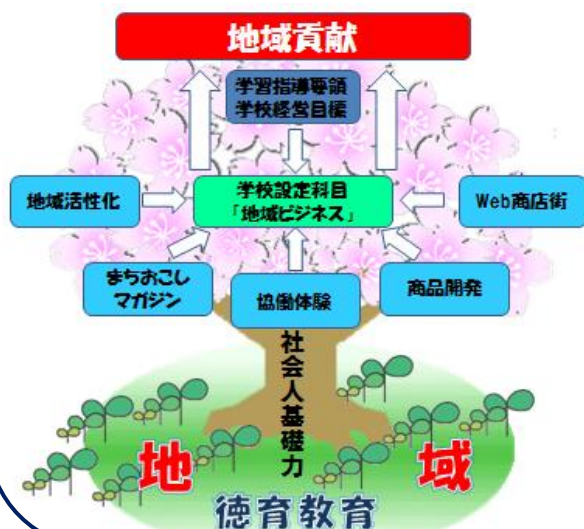 地域貢献
学習指導要領
学校経営目標
地域活性化
学校設定科目
「地域ビジネス」
Web商店街
まちおこし
マガジン
協働体験
商品開発
社会人基礎力
地域
徳育教育